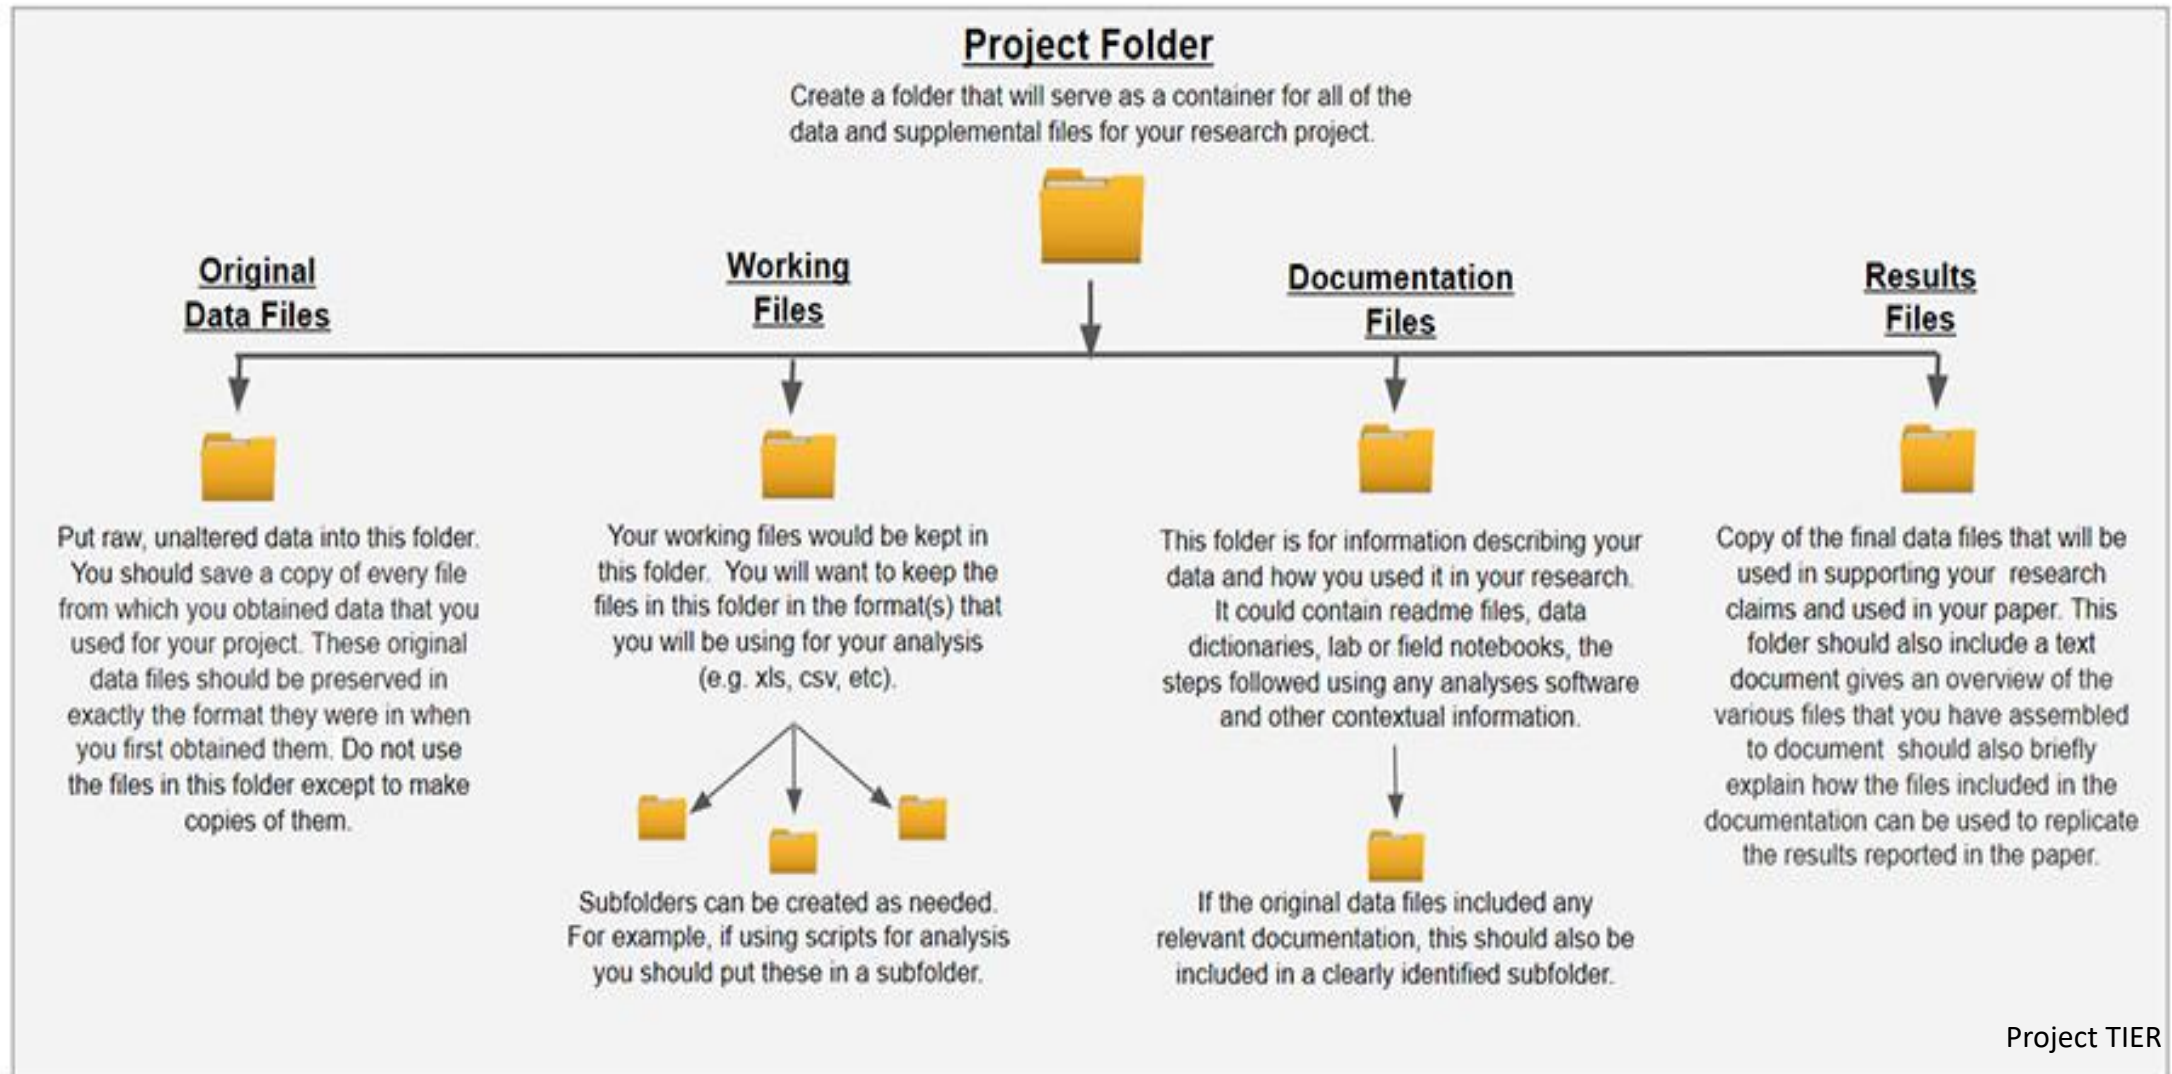 Project Folder
Create a folder that will serve as a container for all of the
data and supplemental files for your research project.
Original
Data Files
Put raw, unaltered data into this folder.
You should save a copy of every file
from which you obtained data that you
used for your project. These original
data files should be preserved in
exactly the format they were in when
you first obtained them. Do not use
the files in this folder except to make
copies of them.
Working
Files
Your working files would be kept in
this folder. You will want to keep the
files in this folder in the format(s) that
you will be using for your analysis
(e.g. xls, csv, etc).
Subfolders can be created as needed.
For example, if using scripts for analysis
you should put these in a subfolder.
Documentation
Files
This folder is for information describing your
data and how you used it in your research.
It could contain readme files, data
dictionaries, lab or field notebooks, the
steps followed using any analyses software
and other contextual information.
If the original data files included any
relevant documentation, this should also be
included in a clearly identified subfolder.
Results
Files
Copy of the final data files that will be
used in supporting your research
claims and used in your paper. This
folder should also include a text
document gives an overview of the
various files that you have assembled
to document should also briefly
explain how the files included in the
documentation can be used to replicate
the results reported in the paper.
Project TIER